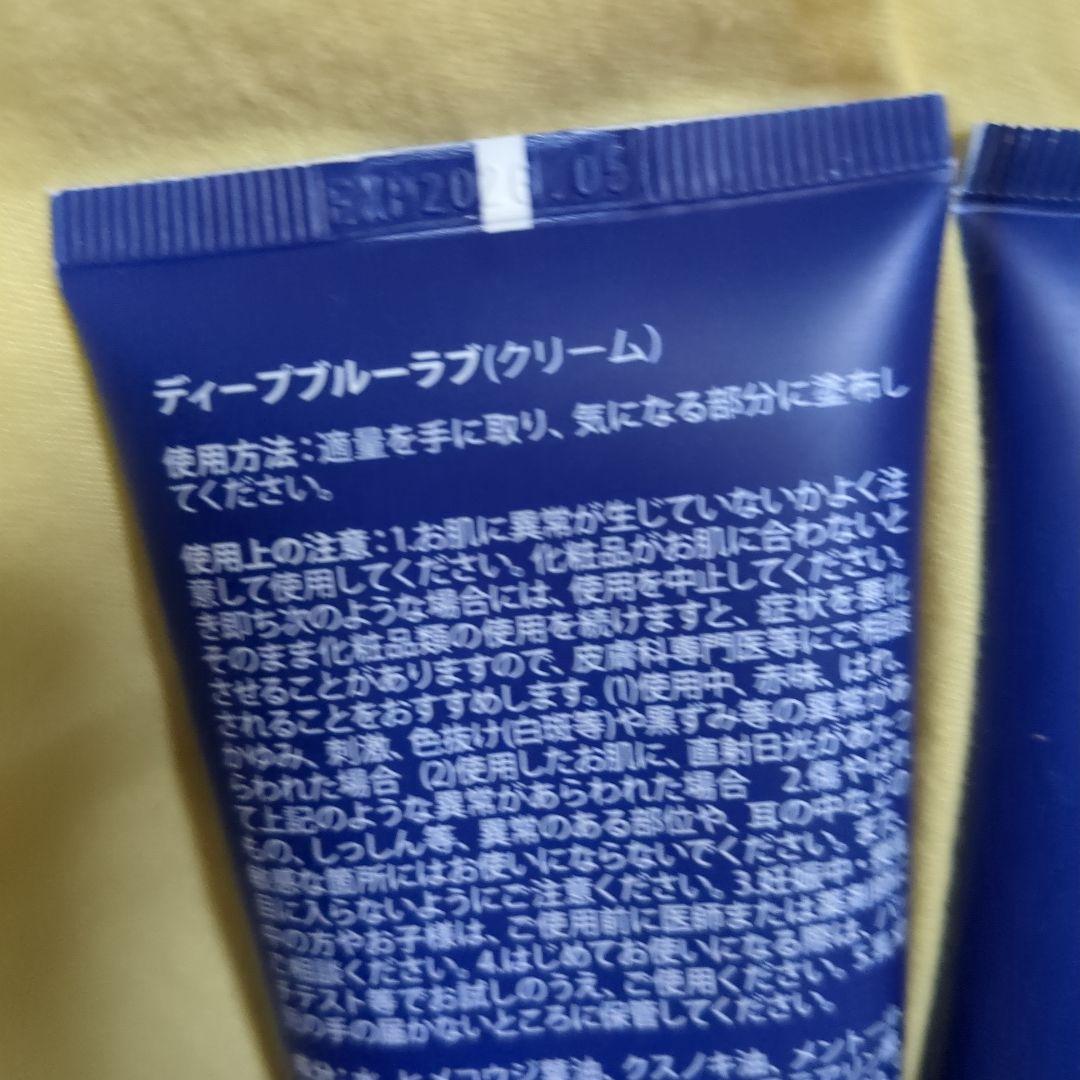 EXP 2026.05
ディープブルーラブ(クリーム)
使用方法：適量を手に取り、気になる部分に塗布し
てください。
使用上の注意：1.お肌に異常が生じていないかよく注
意して使用してください。化粧品がお肌に合わないと
き即ち次のような場合には、使用を中止してください。
そのまま化粧品類の使用を続けますと、症状を悪化
させることがありますので、皮膚科専門医等にご相談
されることをおすすめします。(1)使用中、赤味、はれ、
かゆみ、刺激、色抜け(白斑等)や黒ずみ等の異常があ
らわれた場合 (2)使用したお肌に、直射日光があたっ
て上記のような異常があらわれた場合 2.傷やはれ
もの、しっしん等、異常のある部位や、耳の中などの
敏感な箇所にはお使いにならないでください。また
目に入らないようにご注意ください。3.妊娠中、
中の方やお子様は、ご使用前に医師または
ご相談ください。4.はじめてお使いになる際は、パ
ッチテスト等でお試しのうえ、ご使用ください。5.
の手の届かないところに保管してください。
成分：水、ヒメコウジ葉油、クスノキ油、メントー